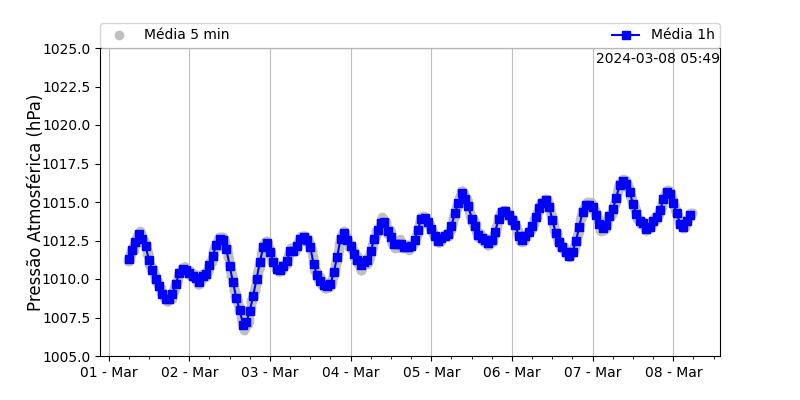 Média 5 min
Média 1h
2024-03-08 05:49
Pressão Atmosférica (hPa)
1025.0
1022.5
1020.0
1017.5
1015.0
1012.5
1010.0
1007.5
1005.0
01 - Mar
02 - Mar
03 - Mar
04 - Mar
05 - Mar
06 - Mar
07 - Mar
08 - Mar